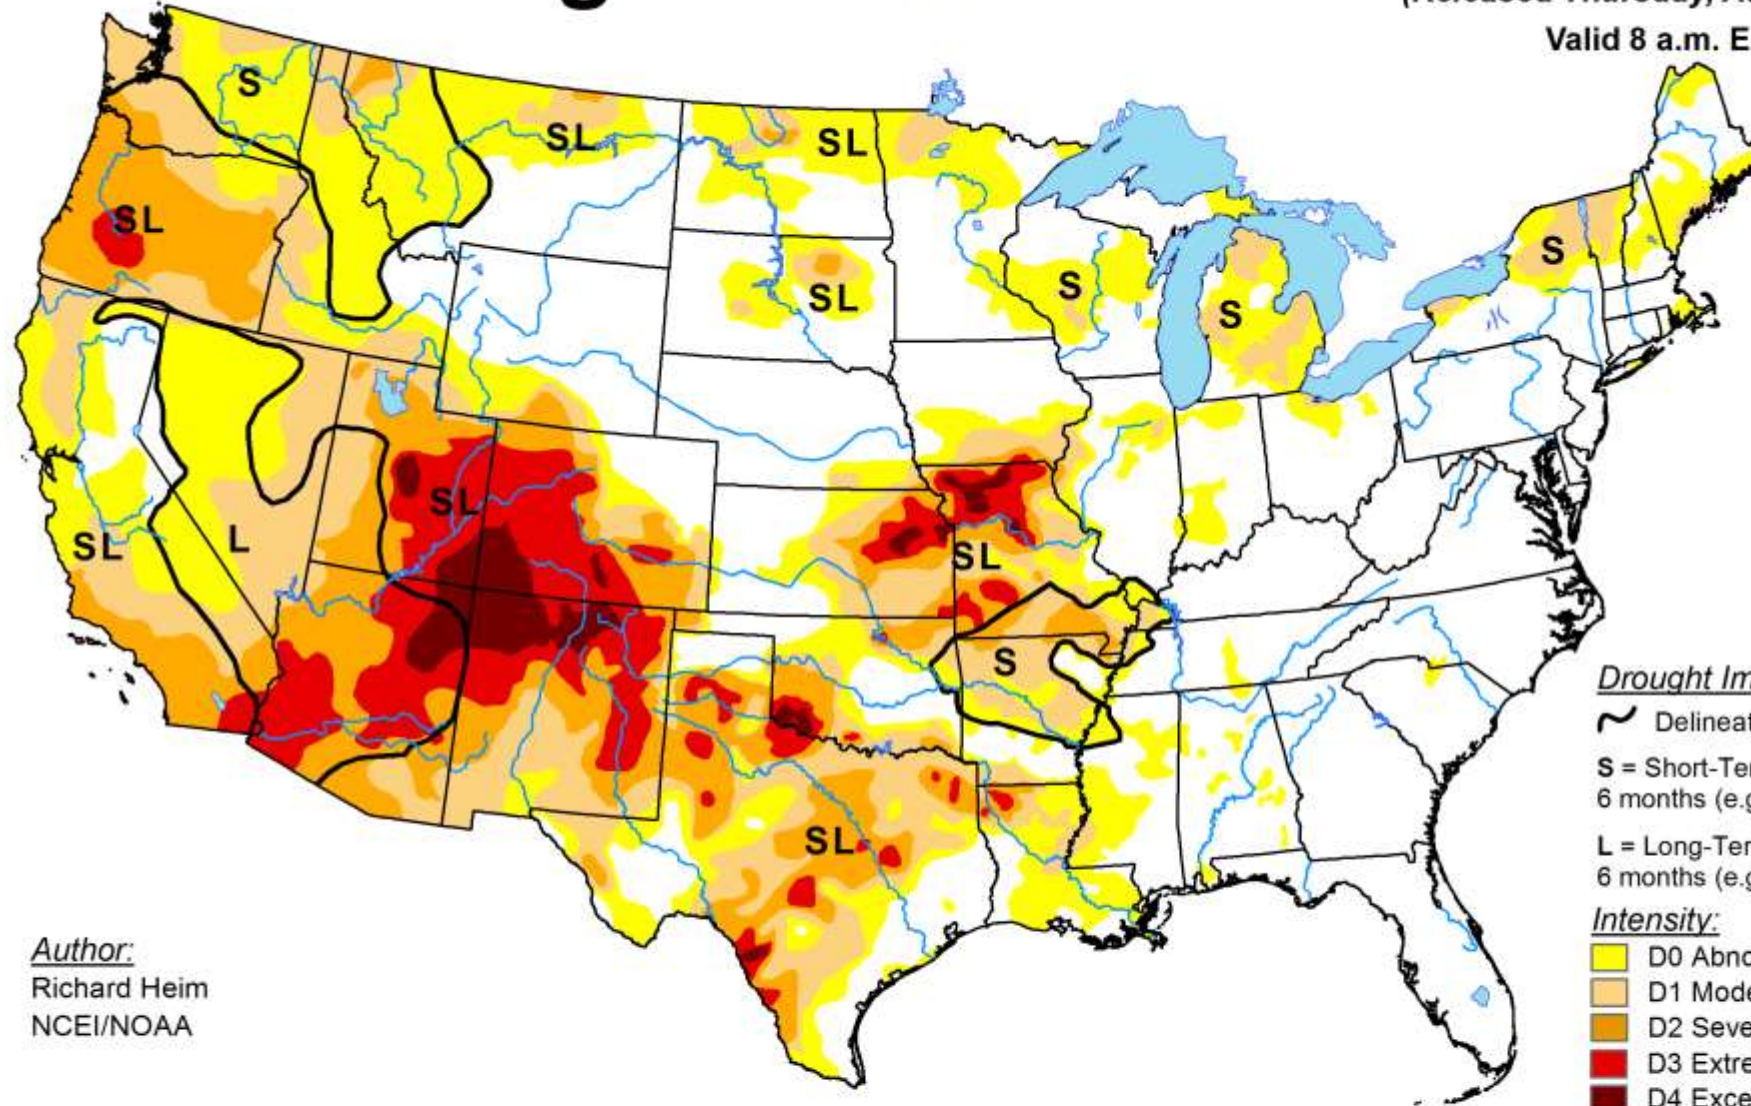 Valid 8 a.m. E
S
SL
SL
SL
S
S
S
SL
SL
SL
L
SL
SL
S
SL
Drought Im
Delineat
S = Short-Ter
6 months (e.g
L = Long-Ter
6 months (e.g
Intensity:
D0 Abno
D1 Mode
D2 Seve
D3 Extre
D4 Exce
Author:
Richard Heim
NCEI/NOAA